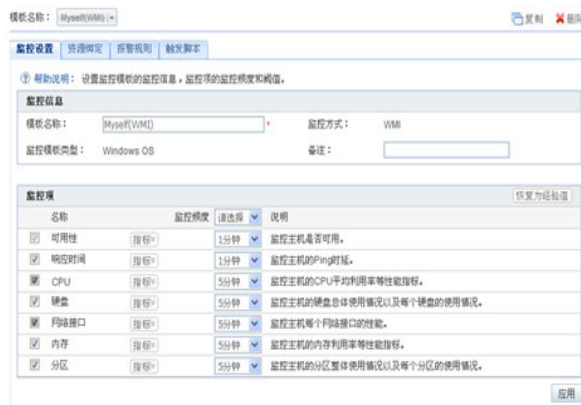 模板名称： Myself(WMI) 复制 删除
监控设置 资源绑定 报警规则 触发脚本
帮助说明： 设置监控模板的监控信息，监控项的监控频度和阈值。
监控信息
模板名称： Myself(WMI) * 监控方式： WMI
监控模板类型： Windows OS 备注：
监控项 恢复为经验值
名称 监控频度 请选择 说明
可用性 指标 1分钟 监控主机是否可用。
响应时间 指标 1分钟 监控主机的Ping时延。
CPU 指标 5分钟 监控主机的CPU平均利用率等性能指标。
硬盘 指标 5分钟 监控主机的硬盘总体使用情况以及每个硬盘的使用情况。
网络接口 指标 5分钟 监控主机每个网络接口的性能。
内存 指标 5分钟 监控主机的内存利用率等性能指标。
分区 指标 5分钟 监控主机的分区整体使用情况以及每个分区的使用情况。
应用